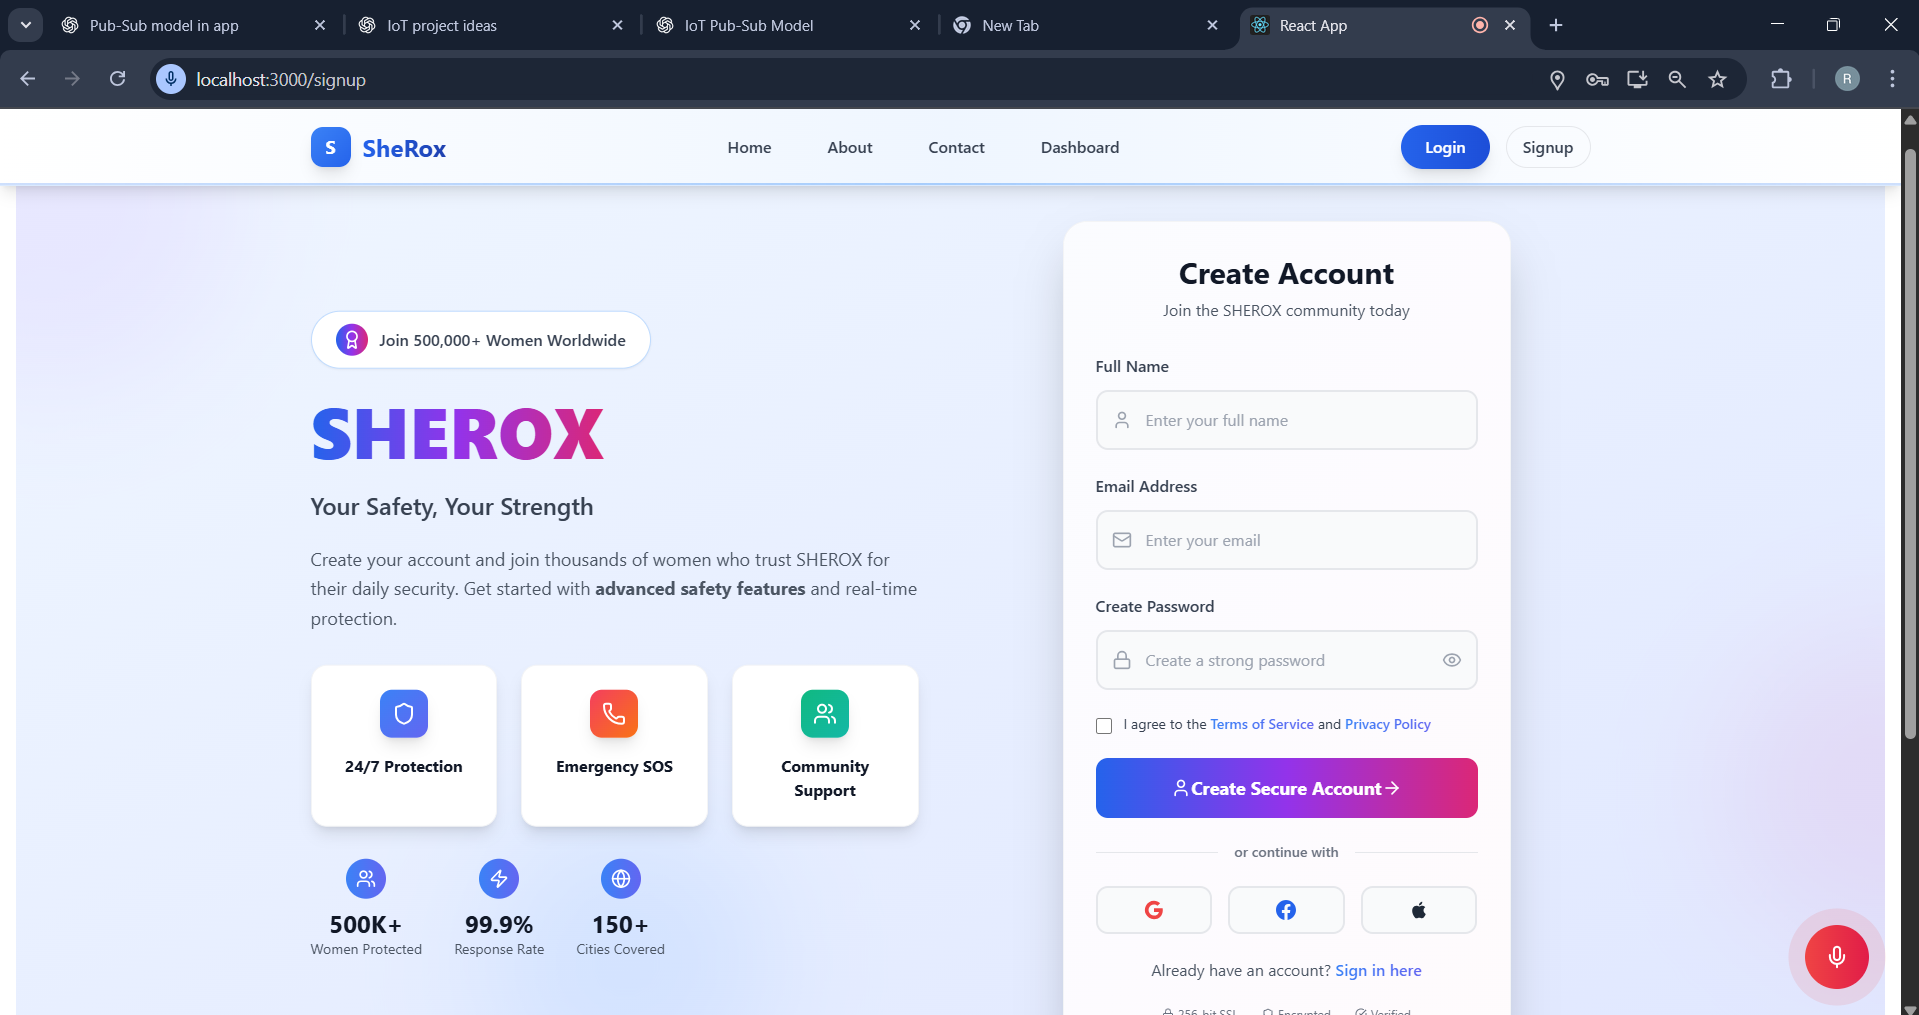 Pub-Sub model in app
IoT project ideas
IoT Pub-Sub Model
New Tab
React App
localhost:3000/signup
R
S
SheRox
Home
About
Contact
Dashboard
Login
Signup
Join 500,000+ Women Worldwide
SHEROX
Your Safety, Your Strength
Create your account and join thousands of women who trust SHEROX for
their daily security. Get started with advanced safety features and real-time
protection.
24/7 Protection
Emergency SOS
Community
Support
500K+
Women Protected
99.9%
Response Rate
150+
Cities Covered
Create Account
Join the SHEROX community today
Full Name
Enter your full name
Email Address
Enter your email
Create Password
Create a strong password
I agree to the Terms of Service and Privacy Policy
Create Secure Account
or continue with
Already have an account? Sign in here
256-bit SSL
Encrypted
Verified